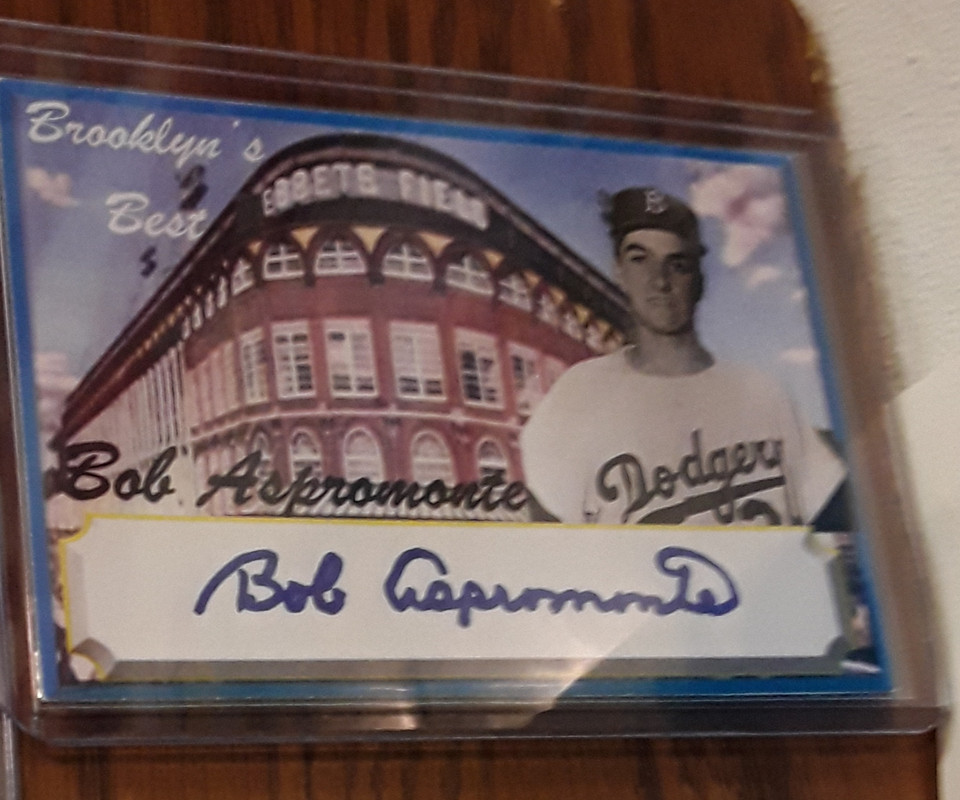 Brooklyn's
Best
EBBETS FIELD
B
Dodgers
Bob Aspromonte
Bob Aspromonte